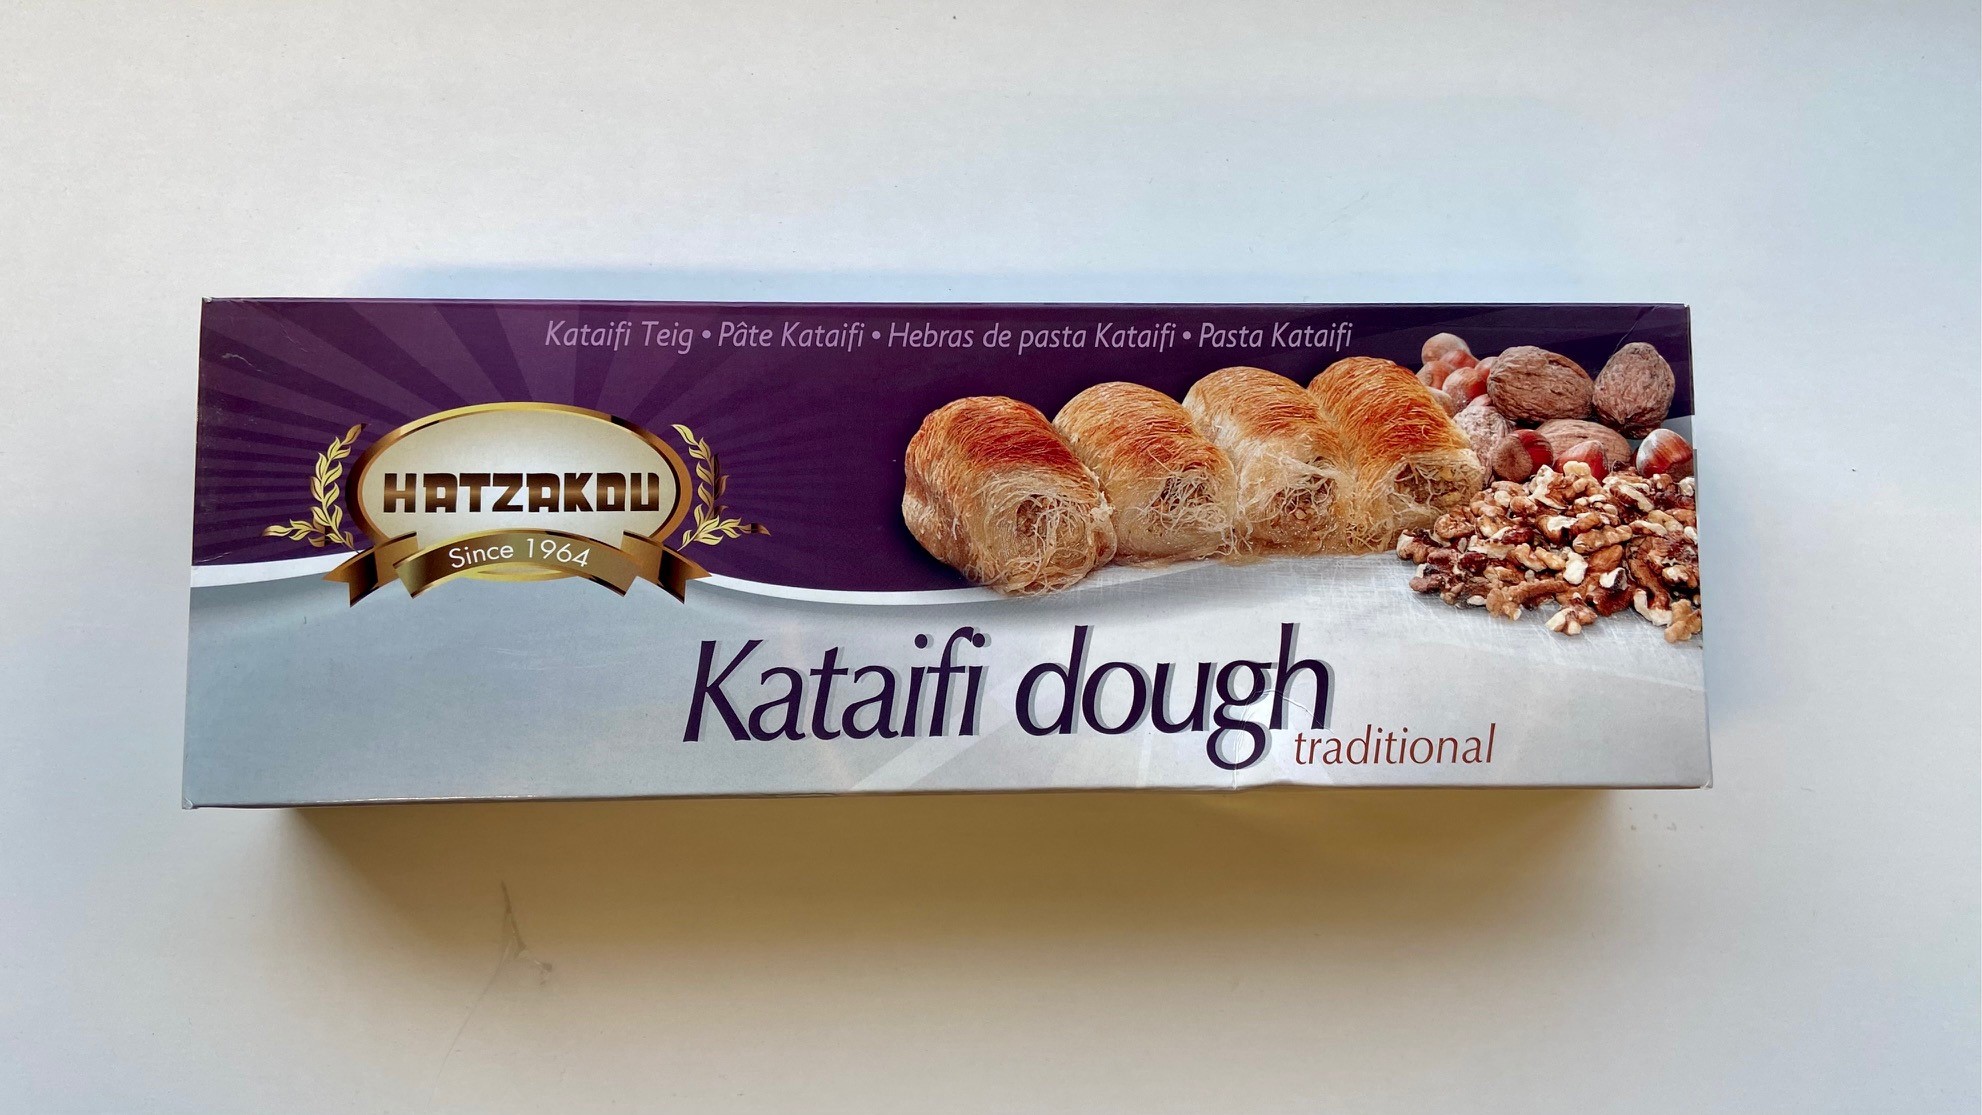 Kataifi Teig • Pâte Kataifi • Hebras de pasta Kataifi • Pasta Kataifi
HATZAKOU
Since 1964
Kataifi dough
traditional